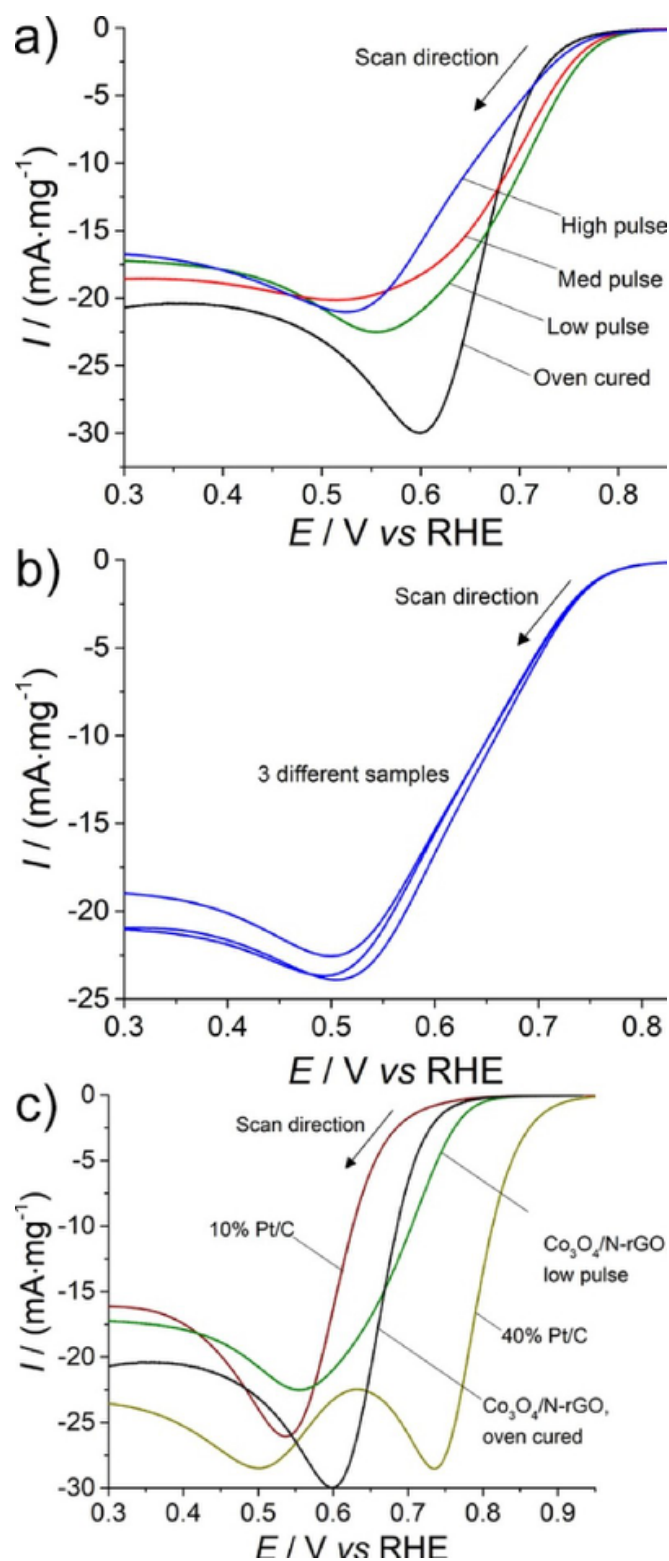 a)
0
-5
-10
-15
-20
-25
-30
I / (mA·mg⁻¹)
Scan direction
High pulse
Med pulse
Low pulse
Oven cured
0.3 0.4 0.5 0.6 0.7 0.8
E / V vs RHE
b)
0
-5
-10
-15
-20
-25
I / (mA·mg⁻¹)
Scan direction
3 different samples
0.3 0.4 0.5 0.6 0.7 0.8
E / V vs RHE
c)
0
-5
-10
-15
-20
-25
-30
I / (mA·mg⁻¹)
Scan direction
10% Pt/C
Co₃O₄/N-rGO
low pulse
40% Pt/C
Co₃O₄/N-rGO,
oven cured
0.3 0.4 0.5 0.6 0.7 0.8 0.9
E / V vs RHE